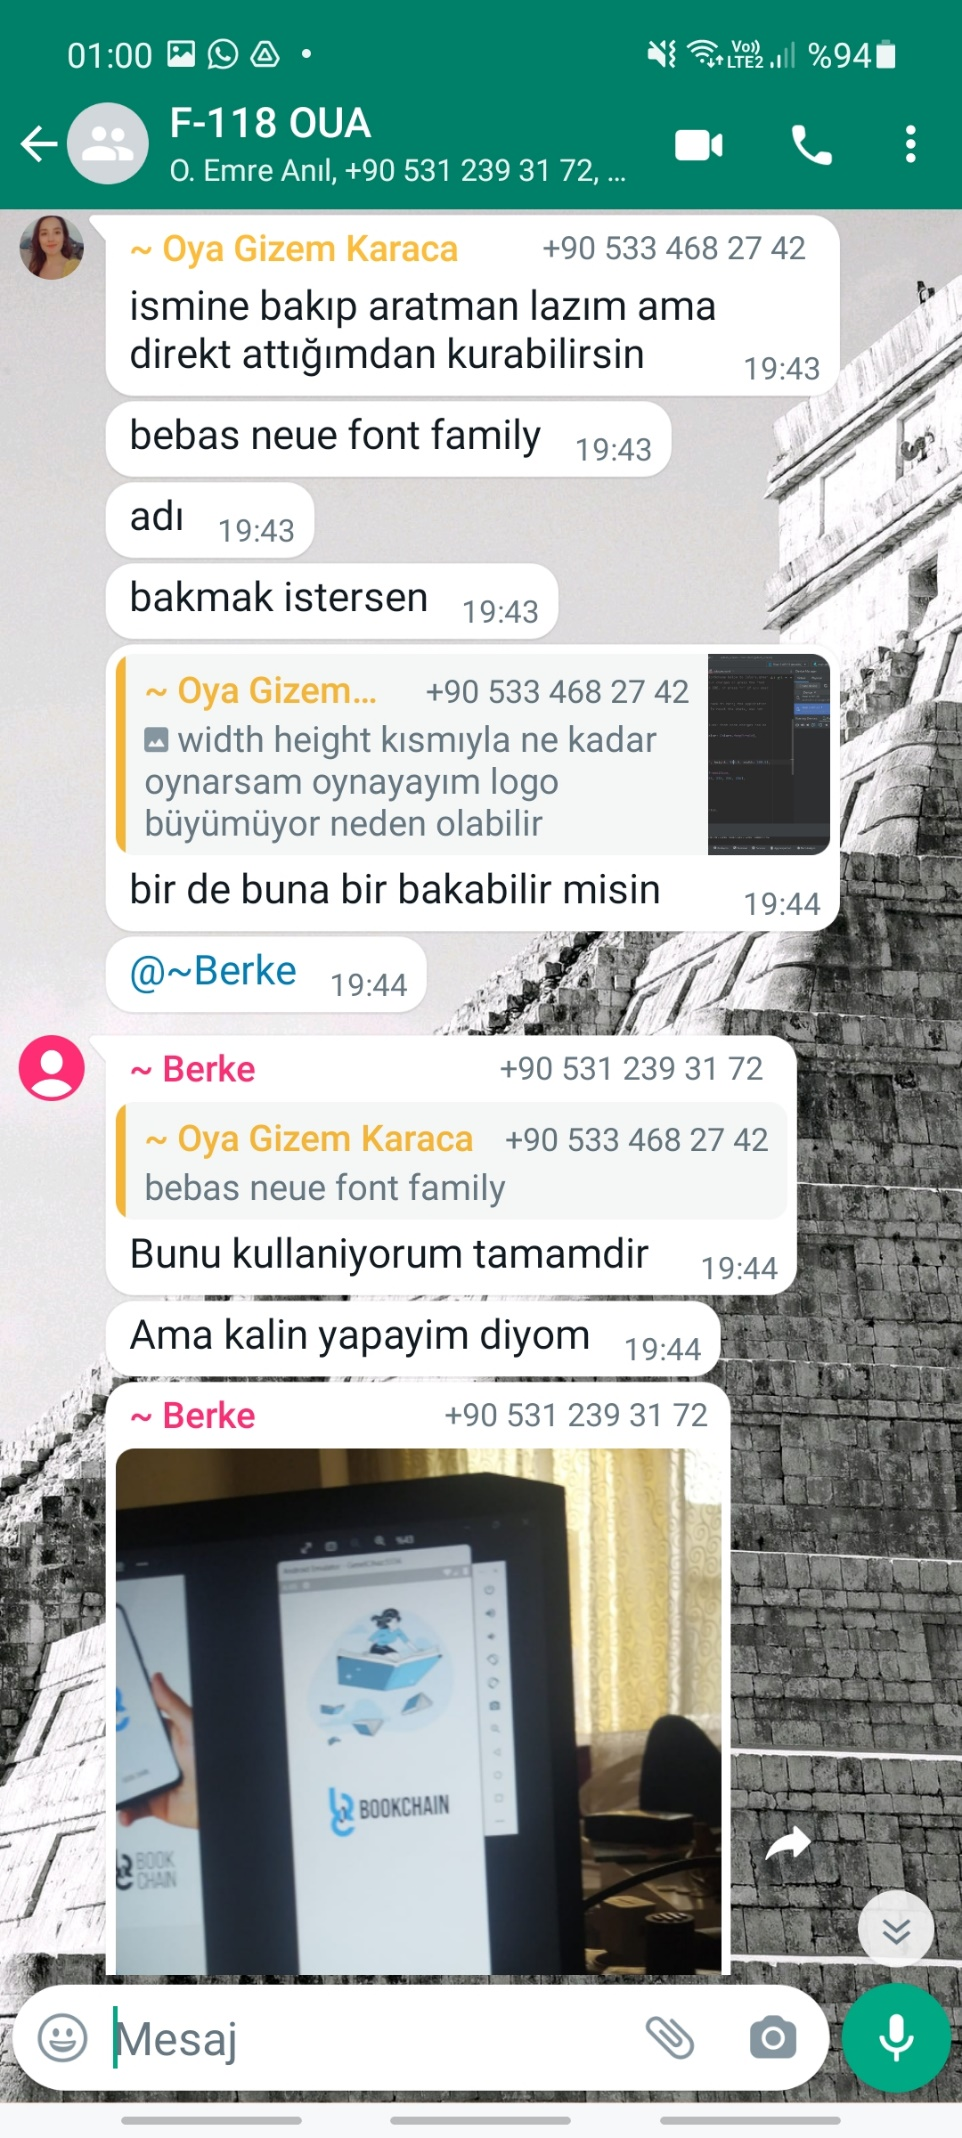 01:00 Vo)) LTE2 %94
F-118 OUA
O. Emre Anıl, +90 531 239 31 72, ...
~ Oya Gizem Karaca +90 533 468 27 42
ismine bakıp aratman lazım ama
direkt attığımdan kurabilirsin 19:43
bebas neue font family 19:43
adı 19:43
bakmak istersen 19:43
~ Oya Gizem... +90 533 468 27 42
width height kısmıyla ne kadar
oynarsam oynayayım logo
büyümüyor neden olabilir
bir de buna bir bakabilir misin 19:44
@~Berke 19:44
~ Berke +90 531 239 31 72
~ Oya Gizem Karaca +90 533 468 27 42
bebas neue font family
Bunu kullaniyorum tamamdir 19:44
Ama kalin yapayim diyom 19:44
~ Berke +90 531 239 31 72
BOOKCHAIN
BOOK
CHAIN
Mesaj